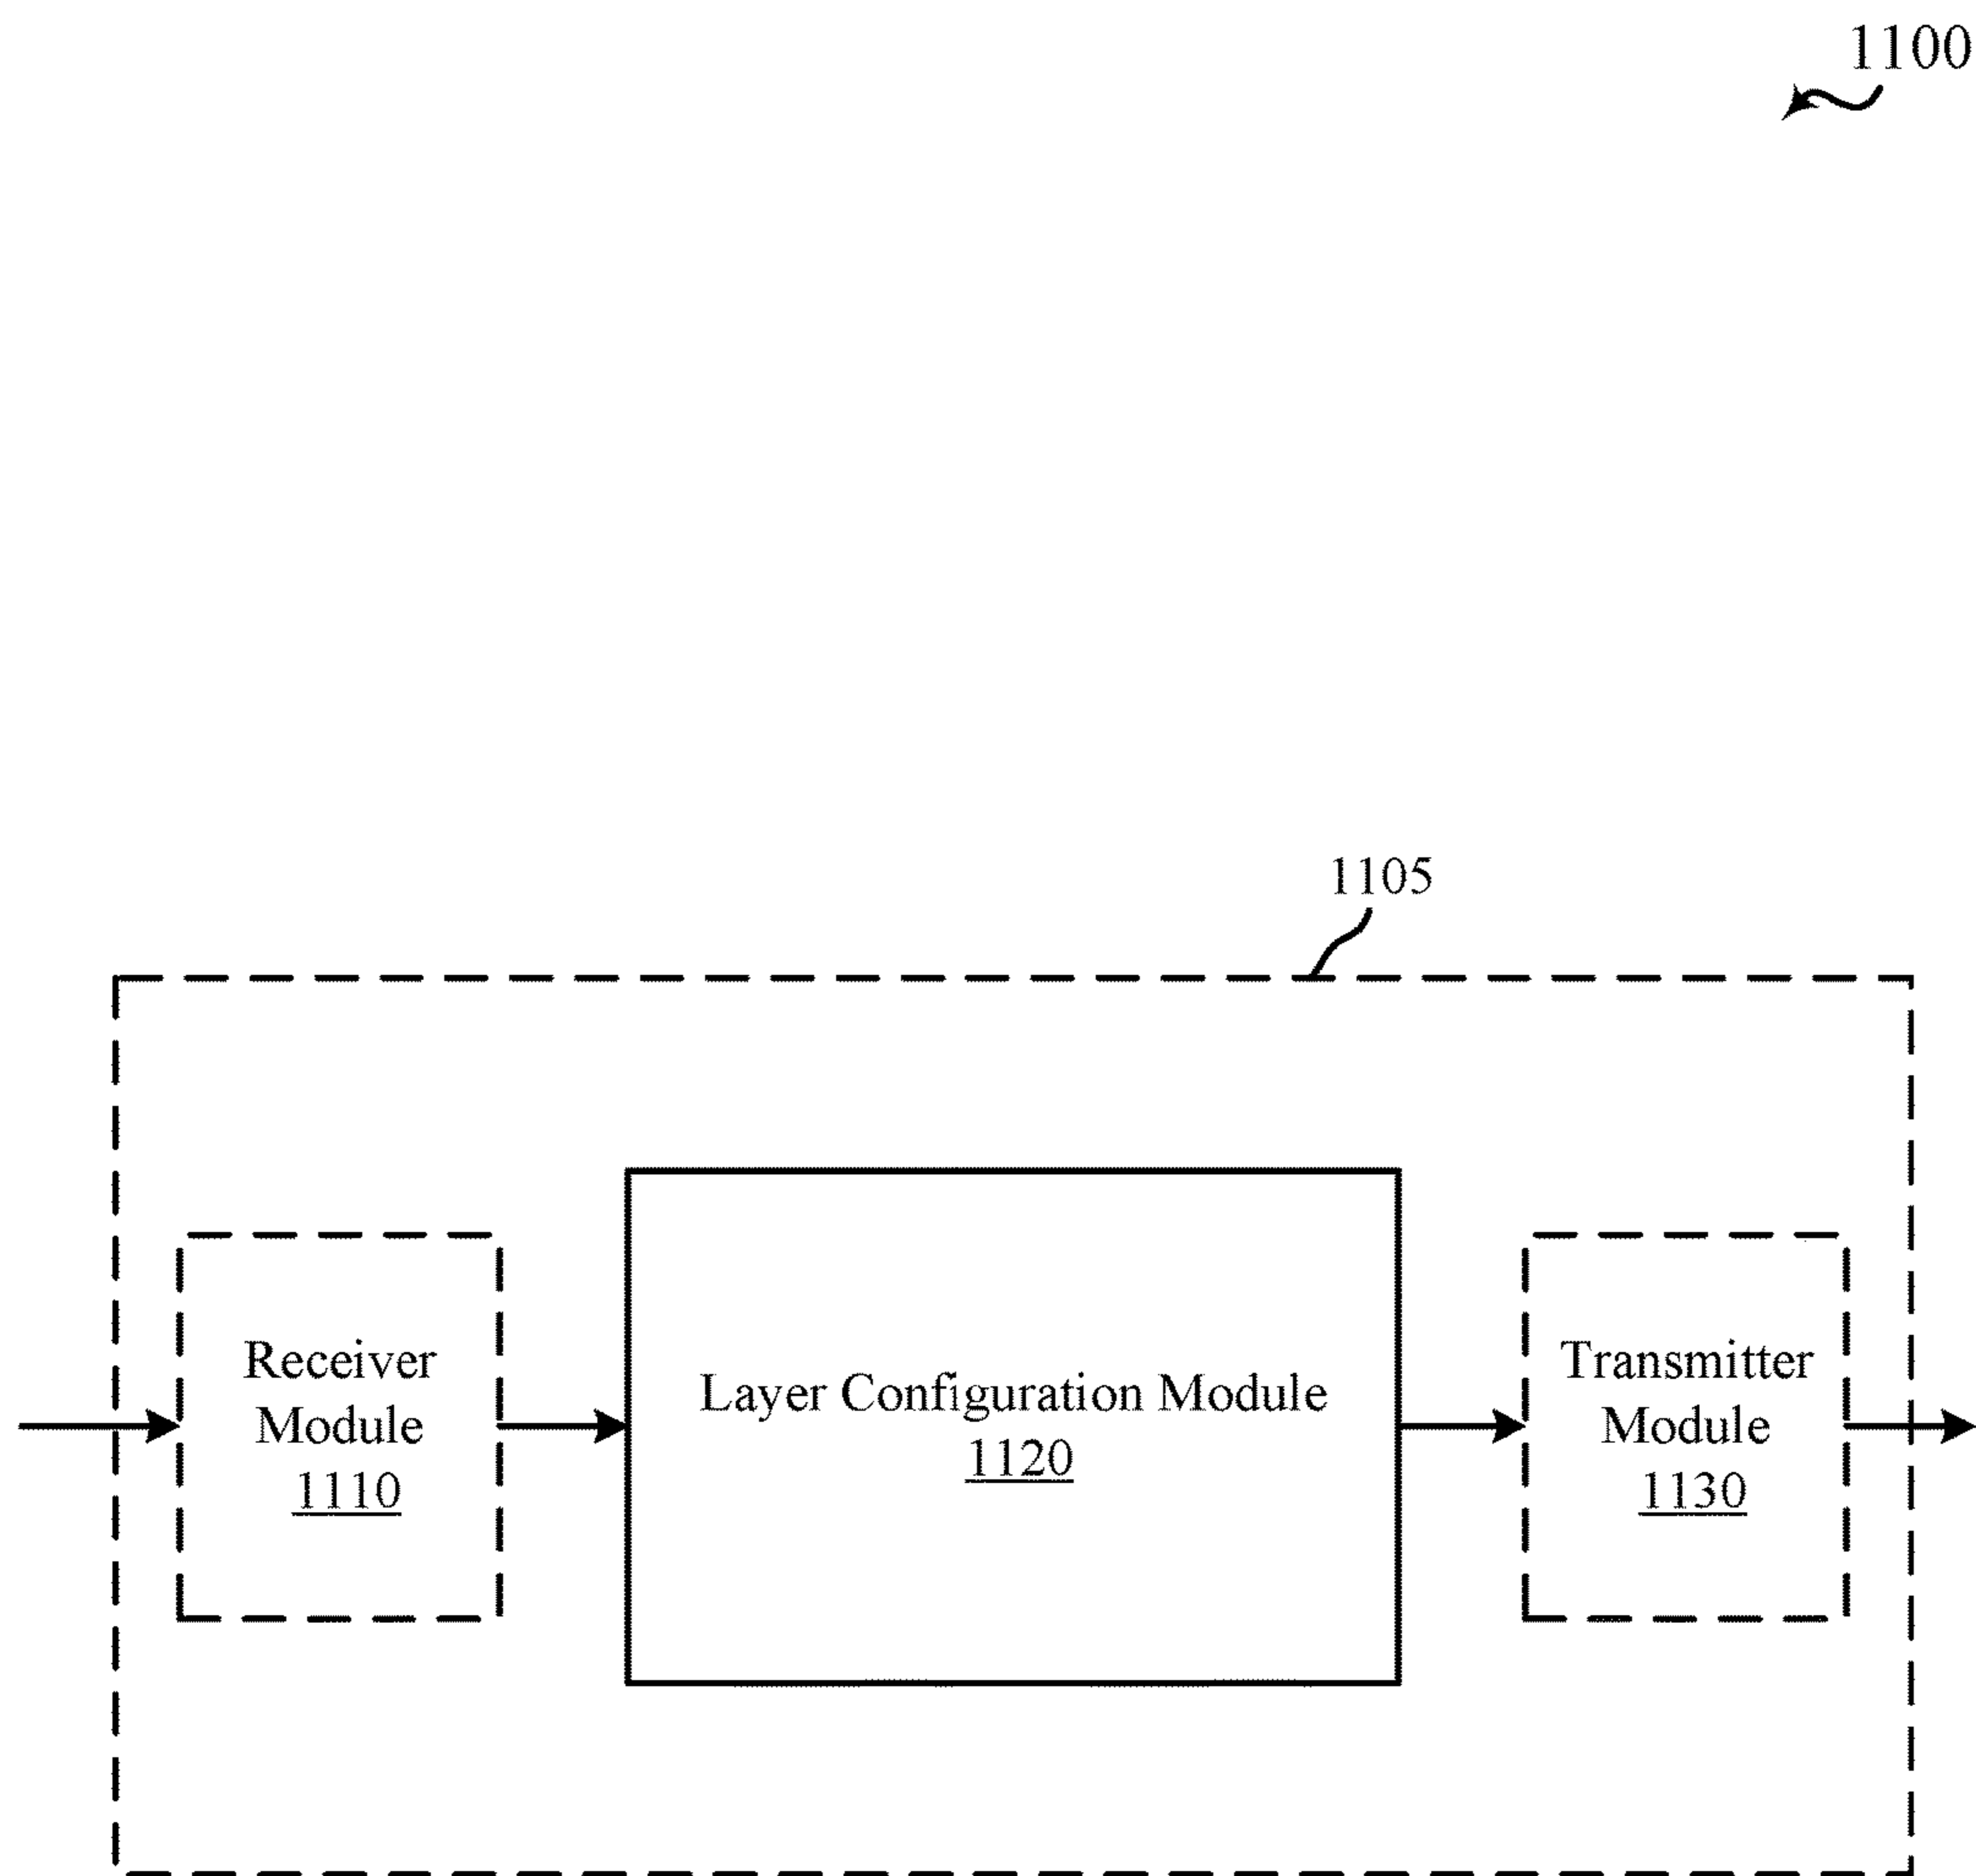 1100
1105
Receiver
Module
1110
Layer Configuration Module
1120
Transmitter
Module
1130